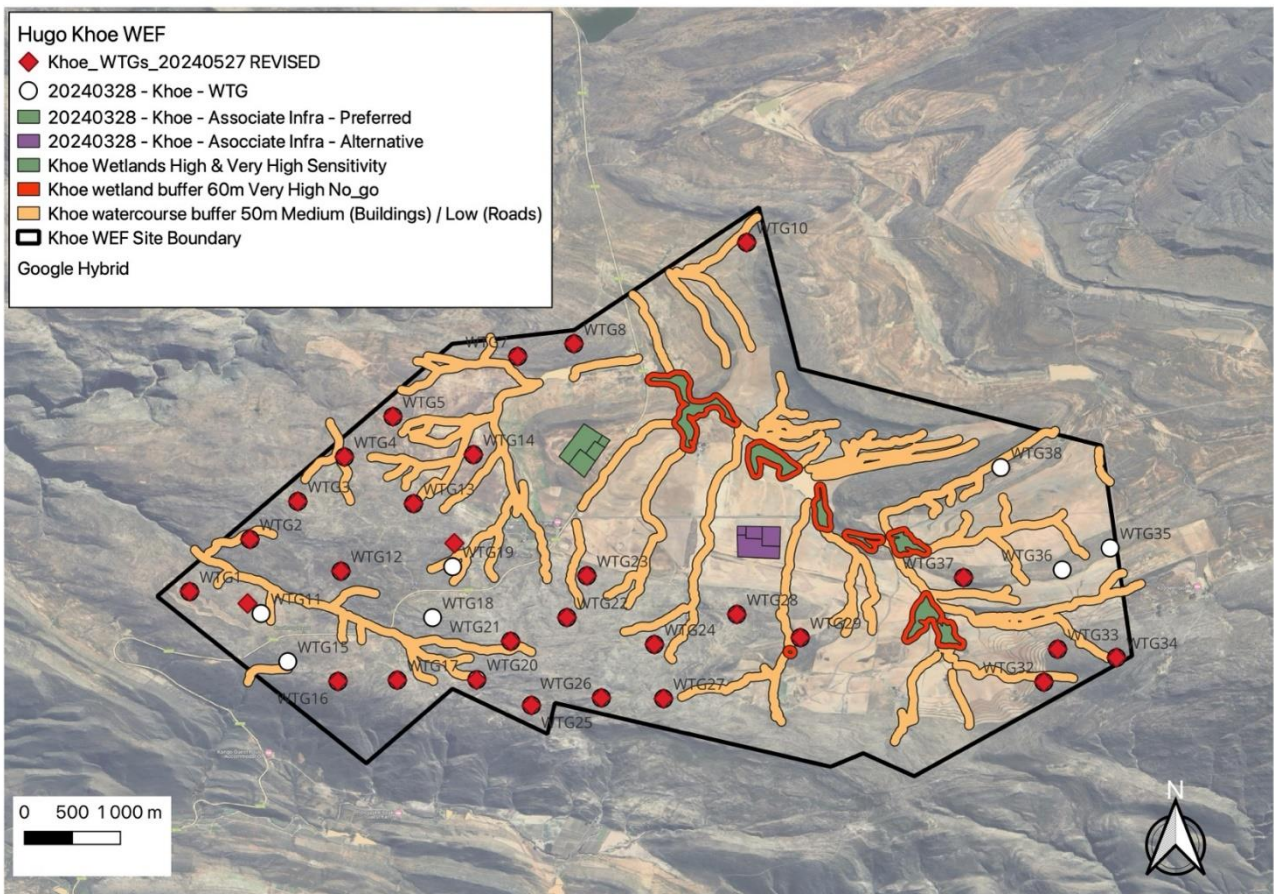 Hugo Khoe WEF
Khoe_WTGs_20240527 REVISED
20240328 - Khoe - WTG
20240328 - Khoe - Associate Infra - Preferred
20240328 - Khoe - Asocciate Infra - Alternative
Khoe Wetlands High & Very High Sensitivity
Khoe wetland buffer 60m Very High No_go
Khoe watercourse buffer 50m Medium (Buildings) / Low (Roads)
Khoe WEF Site Boundary
Google Hybrid
WTG10
WTG8
WTG7
WTG5
WTG4
WTG14
WTG38
WTG3
WTG13
WTG2
WTG35
WTG19
WTG12
WTG23
WTG37
WTG36
WTG1
WTG11
WTG22
WTG18
WTG28
WTG21
WTG29
WTG24
WTG33
WTG34
WTG15
WTG17
WTG20
WTG32
WTG26
WTG27
WTG16
WTG25
0 500 1 000 m
N